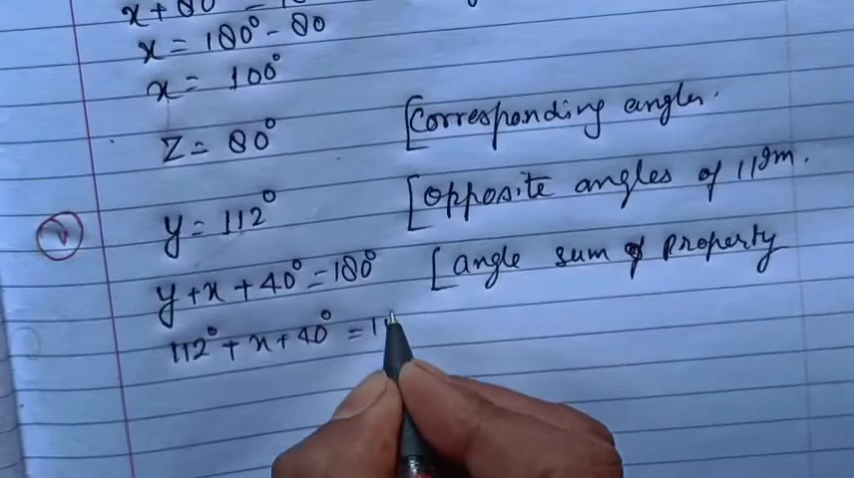 x + 80
x = 180° - 80
x = 100°
z = 80° [Corresponding angles.
(v) y = 112° [opposite angles of 11gm.
y + x + 40° = 180° [angle sum of property
112° + x + 40° = 1